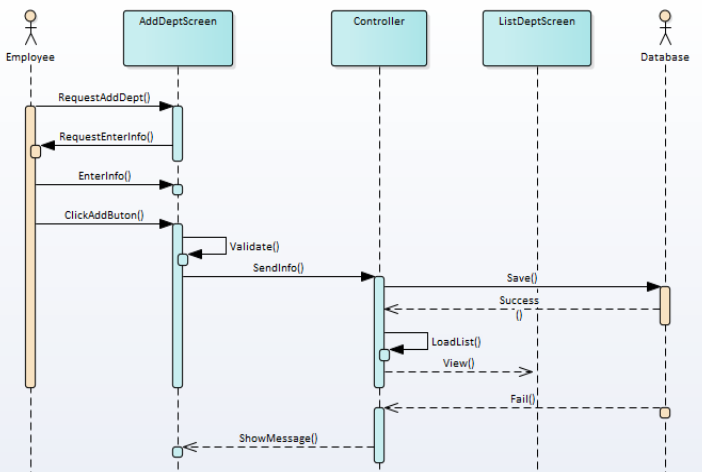 AddDeptScreen
Controller
ListDeptScreen
Employee
Database
RequestAddDept()
RequestEnterInfo()
EnterInfo()
ClickAddButon()
Validate()
SendInfo()
Save()
Success
()
LoadList()
View()
Fail()
ShowMessage()